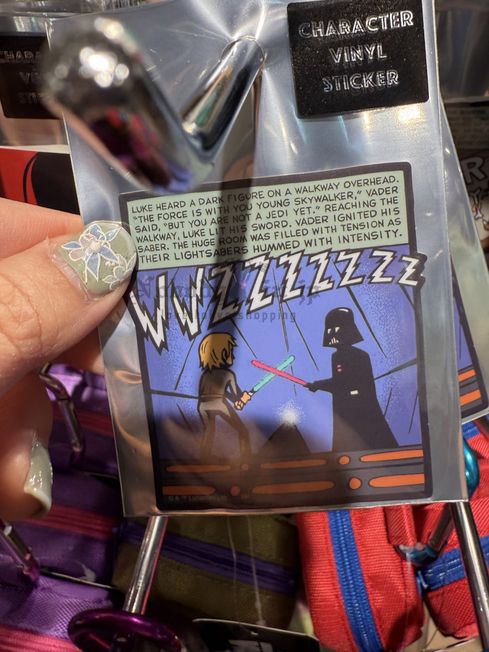 CHARACTER
VINYL
STICKER
LUKE HEARD A DARK FIGURE ON A WALKWAY OVERHEAD.
"THE FORCE IS WITH YOU YOUNG SKYWALKER," VADER
SAID, "BUT YOU ARE NOT A JEDI YET." REACHING THE
WALKWAY, LUKE LIT HIS SWORD. VADER IGNITED HIS
SABER. THE HUGE ROOM WAS FILLED WITH TENSION AS
THEIR LIGHTSABERS HUMMED WITH INTENSITY.
WVZZZZZZZ
shopping